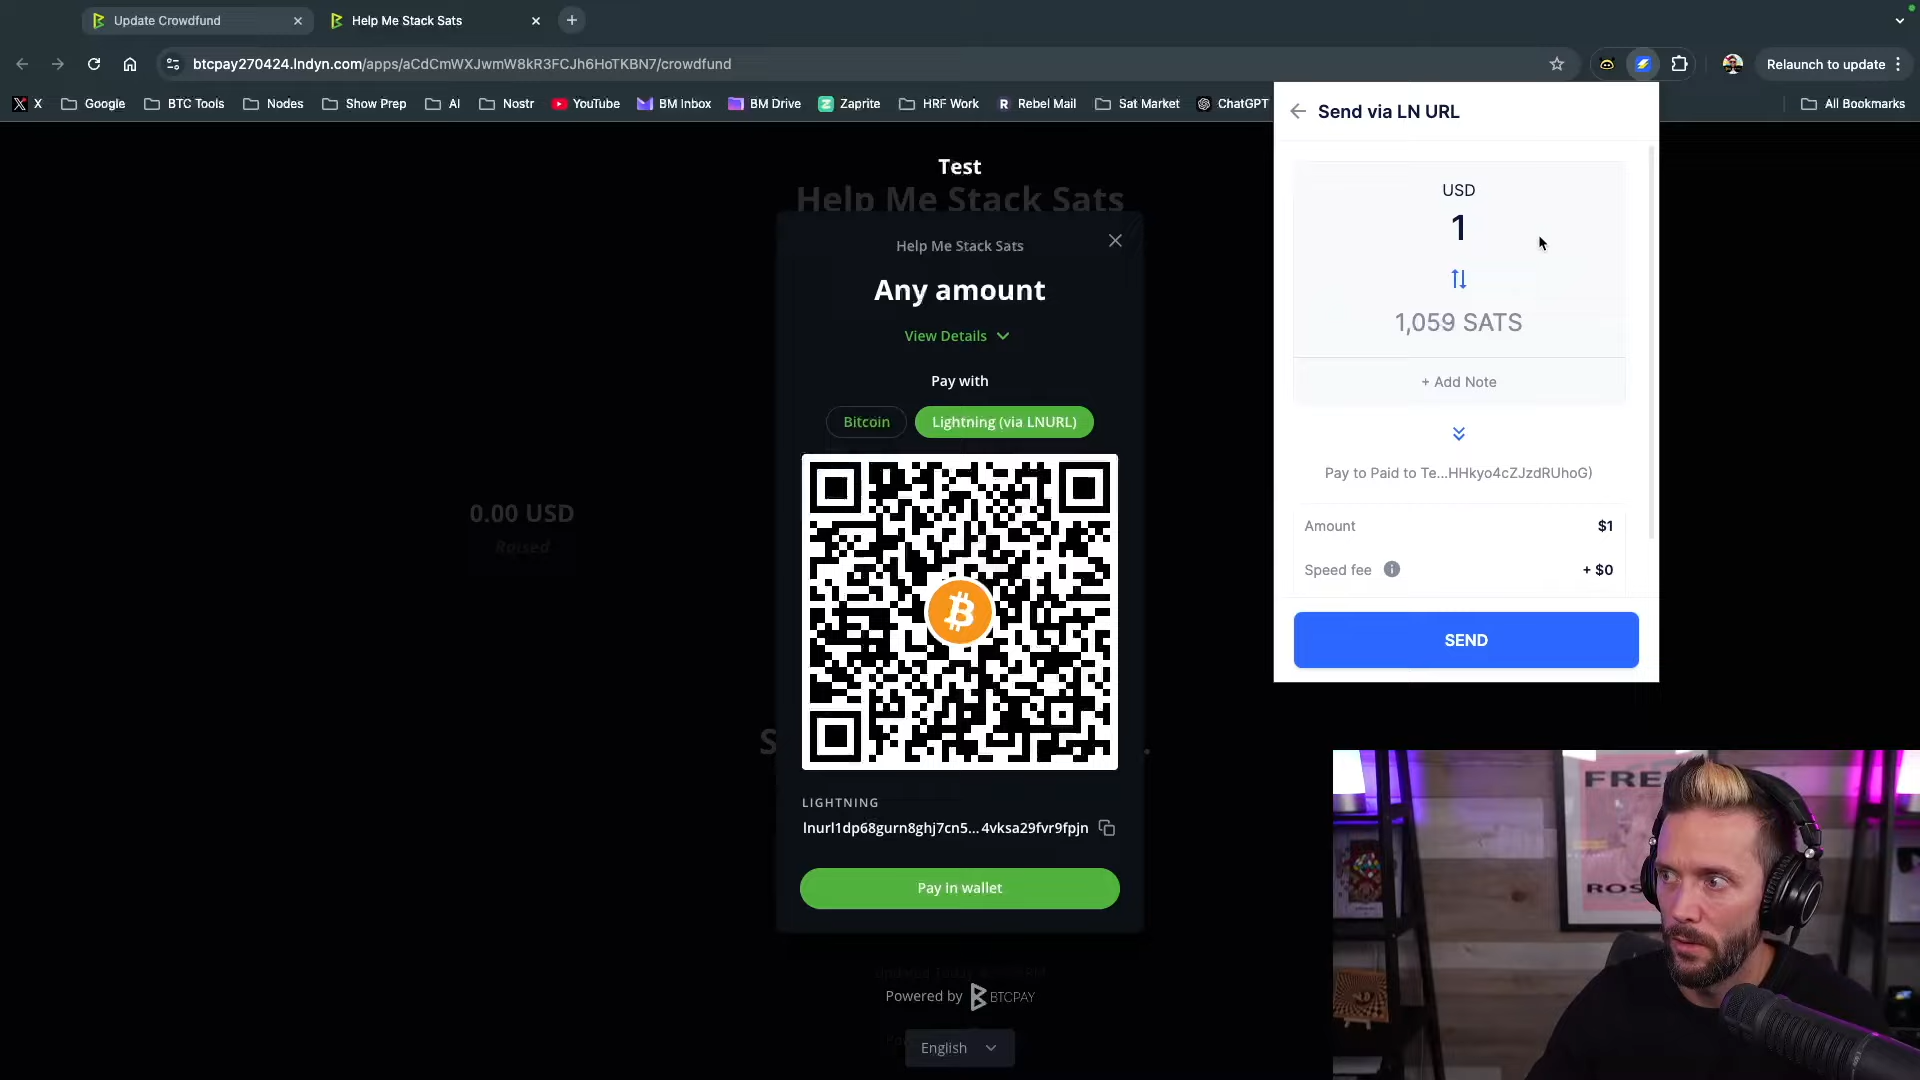 Update Crowdfund
Help Me Stack Sats
btcpay270424.lndyn.com/apps/aCdCmWXJwmW8kR3FCJh6HoTKBN7/crowdfund
Relaunch to update
X
Google
BTC Tools
Nodes
Show Prep
AI
Nostr
YouTube
BM Inbox
BM Drive
Zaprite
HRF Work
Rebel Mail
Sat Market
ChatGPT
All Bookmarks
Test
Help Me Stack Sats
Help Me Stack Sats
Any amount
View Details
Pay with
Bitcoin
Lightning (via LNURL)
0.00 USD
Raised
LIGHTNING
lnurl1dp68gurn8ghj7cn5...4vksa29fvr9fpjn
Pay in wallet
Powered by BTCPAY
English
Send via LN URL
USD
1
1,059 SATS
+ Add Note
Pay to Paid to Te...HHkyo4cZJzdRUhoG)
Amount $1
Speed fee + $0
SEND
FRE
ROS